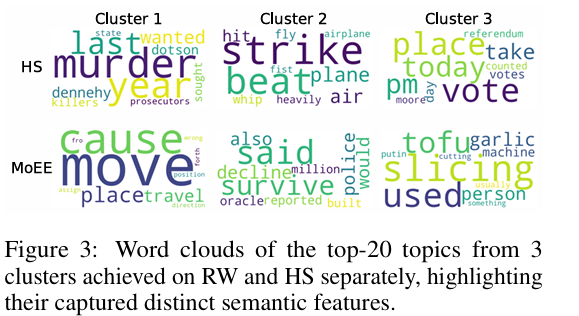 Cluster 1 Cluster 2 Cluster 3
HS
state
last wanted
dotson
murder
dennehy year sought
killers prosecutors
hit fly airplane
strike
fist
beat plane
whip heavily air
referendum
place take
today counted
votes
pm day vote
moore
MoEE
cause wrong
fro
move forth
position
place travel
assign direction
also said police would
decline million
survive
oracle reported built
tofu garlic
putin cutting machine
slicing
usually
used person
something
Figure 3: Word clouds of the top-20 topics from 3
clusters achieved on RW and HS separately, highlighting
their captured distinct semantic features.